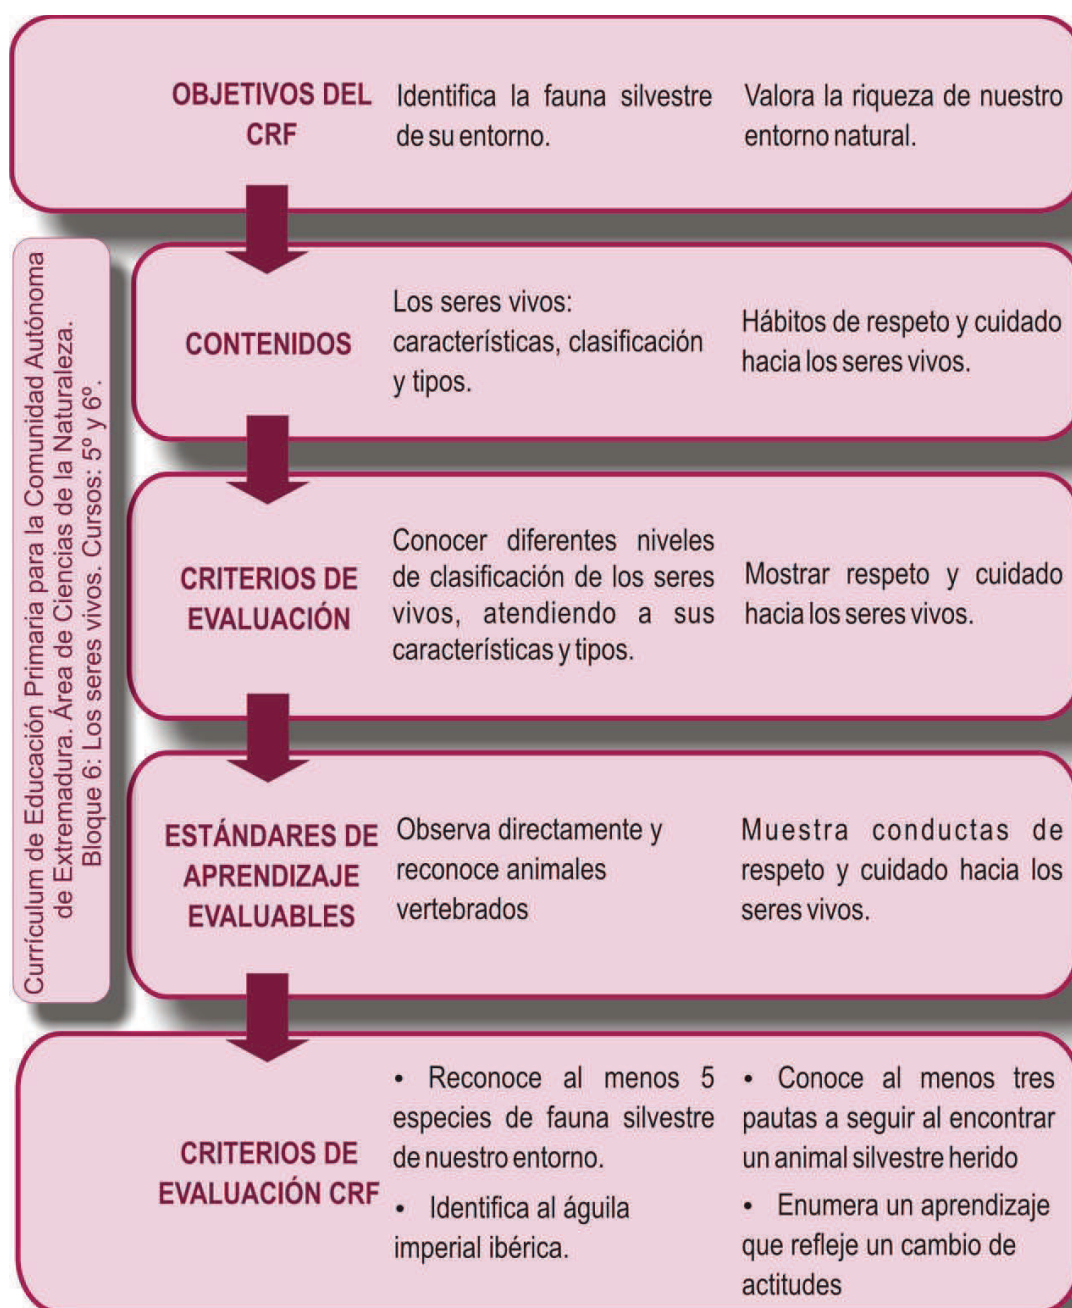 OBJETIVOS DEL
CRF
Identifica la fauna silvestre
de su entorno.
Valora la riqueza de nuestro
entorno natural.
Currículum de Educación Primaria para la Comunidad Autónoma
de Extremadura. Área de Ciencias de la Naturaleza.
Bloque 6: Los seres vivos. Cursos: 5º y 6º.
CONTENIDOS
Los seres vivos:
características, clasificación
y tipos.
Hábitos de respeto y cuidado
hacia los seres vivos.
CRITERIOS DE
EVALUACIÓN
Conocer diferentes niveles
de clasificación de los seres
vivos, atendiendo a sus
características y tipos.
Mostrar respeto y cuidado
hacia los seres vivos.
ESTÁNDARES DE
APRENDIZAJE
EVALUABLES
Observa directamente y
reconoce animales
vertebrados
Muestra conductas de
respeto y cuidado hacia los
seres vivos.
CRITERIOS DE
EVALUACIÓN CRF
• Reconoce al menos 5
especies de fauna silvestre
de nuestro entorno.
• Identifica al águila
imperial ibérica.
• Conoce al menos tres
pautas a seguir al encontrar
un animal silvestre herido
• Enumera un aprendizaje
que refleje un cambio de
actitudes